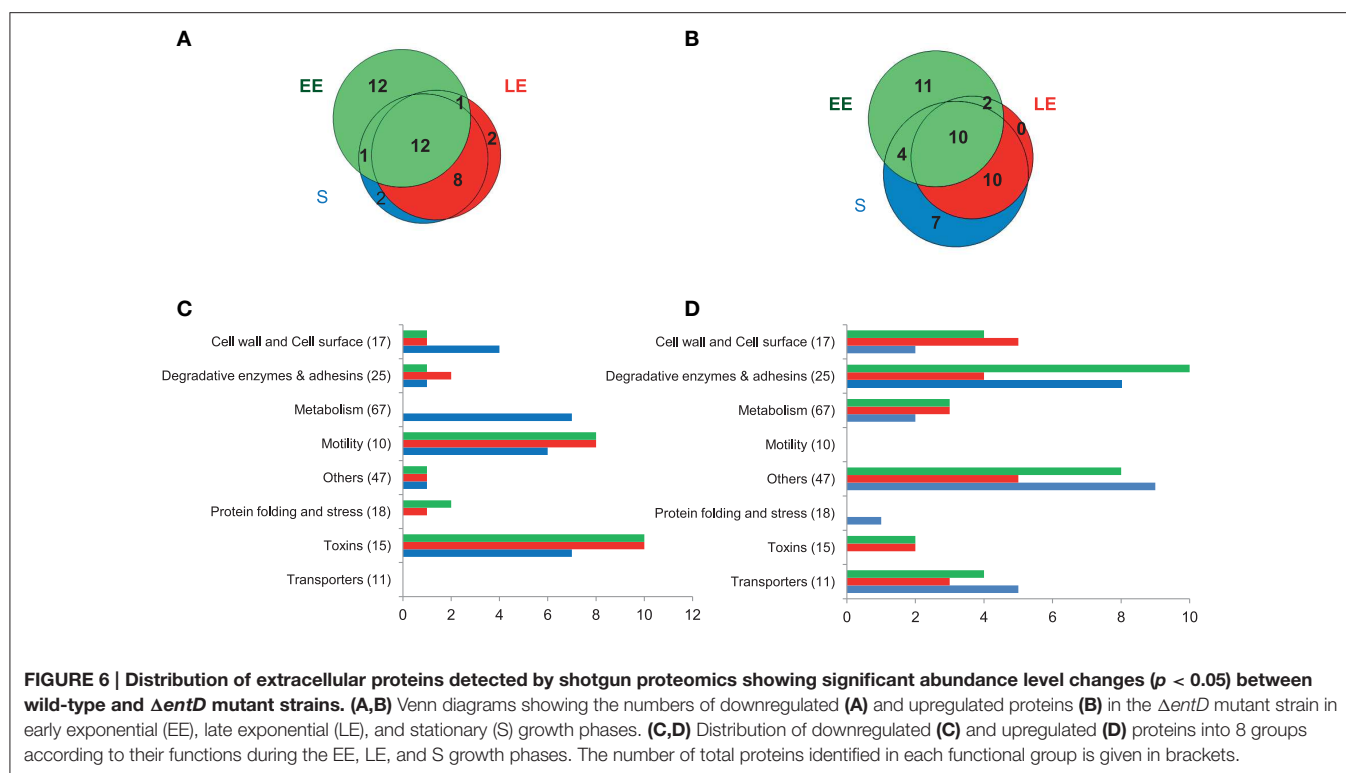 A
B
EE
12
LE
1
2
12
1
8
S
2
EE
11
LE
2
0
10
4
10
S
7
C
Cell wall and Cell surface (17)
Degradative enzymes & adhesins (25)
Metabolism (67)
Motility (10)
Others (47)
Protein folding and stress (18)
Toxins (15)
Transporters (11)
0 2 4 6 8 10 12
D
Cell wall and Cell surface (17)
Degradative enzymes & adhesins (25)
Metabolism (67)
Motility (10)
Others (47)
Protein folding and stress (18)
Toxins (15)
Transporters (11)
0 2 4 6 8 10
FIGURE 6 | Distribution of extracellular proteins detected by shotgun proteomics showing significant abundance level changes (p < 0.05) between
wild-type and ΔentD mutant strains. (A,B) Venn diagrams showing the numbers of downregulated (A) and upregulated proteins (B) in the ΔentD mutant strain in
early exponential (EE), late exponential (LE), and stationary (S) growth phases. (C,D) Distribution of downregulated (C) and upregulated (D) proteins into 8 groups
according to their functions during the EE, LE, and S growth phases. The number of total proteins identified in each functional group is given in brackets.